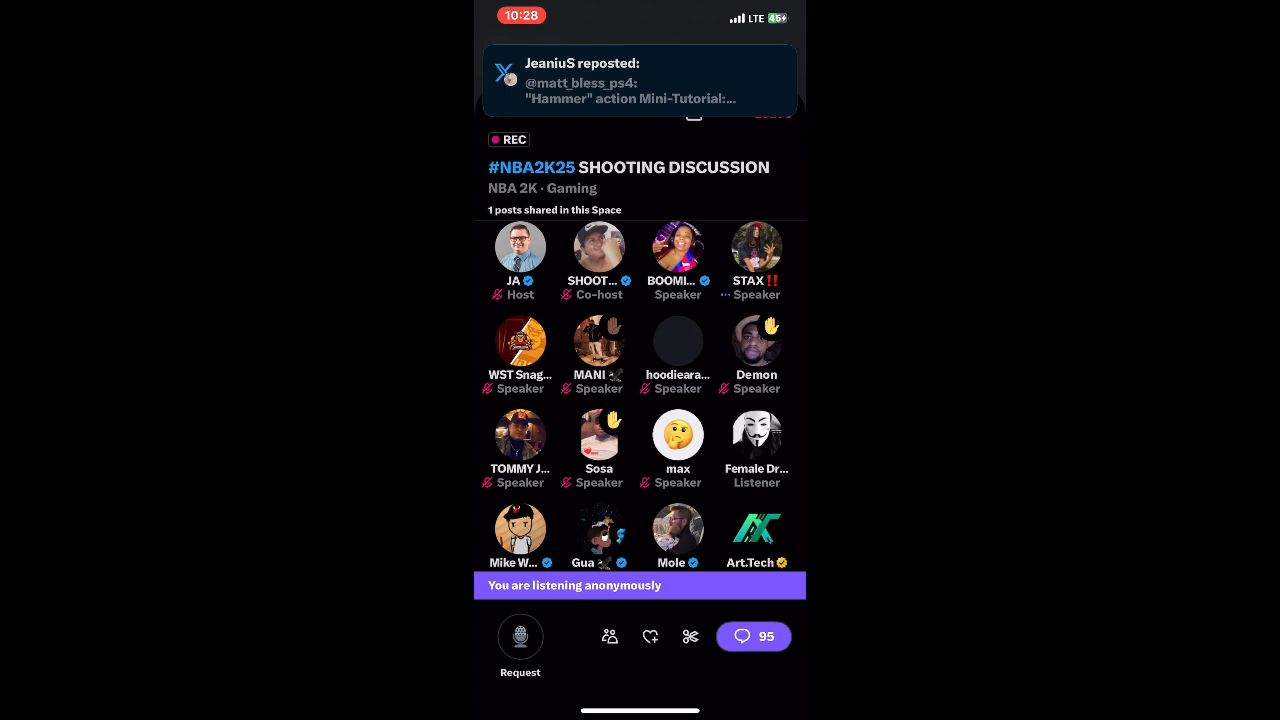 10:28
LTE 45
JeaniuS reposted:
@matt_bless_ps4:
"Hammer" action Mini-Tutorial:...
REC
#NBA2K25 SHOOTING DISCUSSION
NBA 2K · Gaming
1 posts shared in this Space
JA SHOOT... BOOMI... STAX‼️
Host Co-host Speaker Speaker
WST Snag... MANI hoodieara... Demon
Speaker Speaker Speaker Speaker
TOMMY J... Sosa max Female Dr...
Speaker Speaker Speaker Listener
Mike W... Gua Mole Art.Tech
You are listening anonymously
95
Request